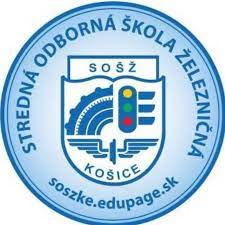 STREDNÁ ODBORNÁ ŠKOLA ŽELEZNIČNÁ
SOŠŽ
KOŠICE
soszke.edupage.sk